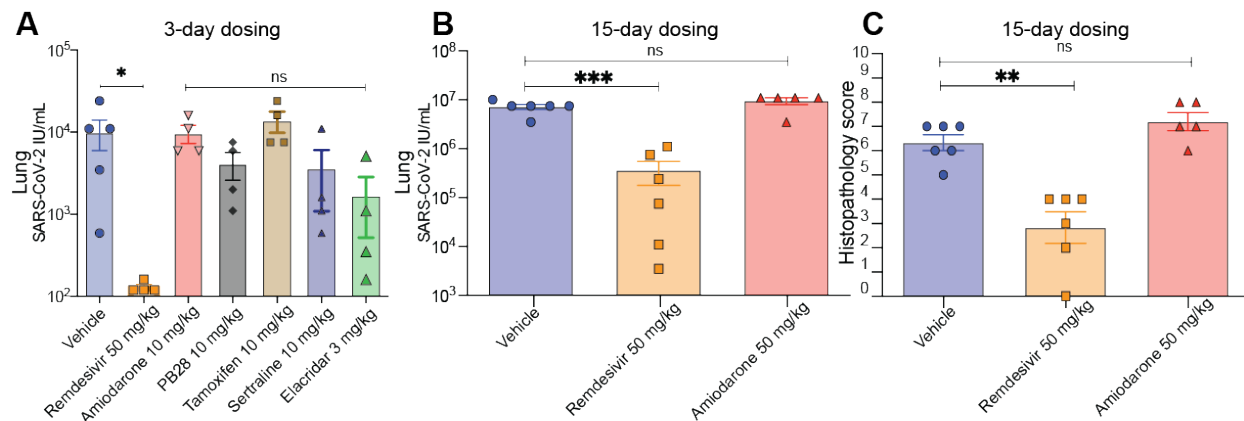 A
3-day dosing
10^5
10^4
10^3
10^2
Lung
SARS-CoV-2 IU/mL
*
ns
Vehicle
Remdesivir 50 mg/kg
Amiodarone 10 mg/kg
PB28 10 mg/kg
Tamoxifen 10 mg/kg
Sertraline 10 mg/kg
Elacridar 3 mg/kg
B
15-day dosing
10^8
10^7
10^6
10^5
10^4
10^3
Lung
SARS-CoV-2 IU/mL
ns
***
Vehicle
Remdesivir 50 mg/kg
Amiodarone 50 mg/kg
C
15-day dosing
10
9
8
7
6
5
4
3
2
1
0
Histopathology score
ns
**
Vehicle
Remdesivir 50 mg/kg
Amiodarone 50 mg/kg